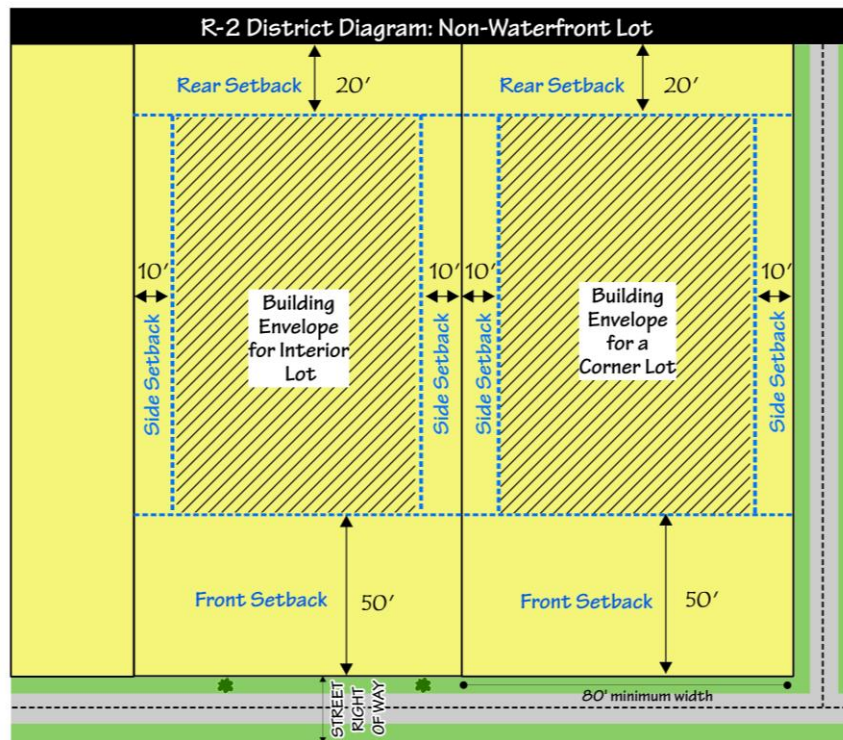 R-2 District Diagram: Non-Waterfront Lot
Rear Setback 20'
Rear Setback 20'
10'
10'
10'
10'
Side Setback
Building
Envelope
for Interior
Lot
Side Setback
Side Setback
Building
Envelope
for a
Corner Lot
Side Setback
Front Setback 50'
Front Setback 50'
STREET
RIGHT
OF WAY
80' minimum width